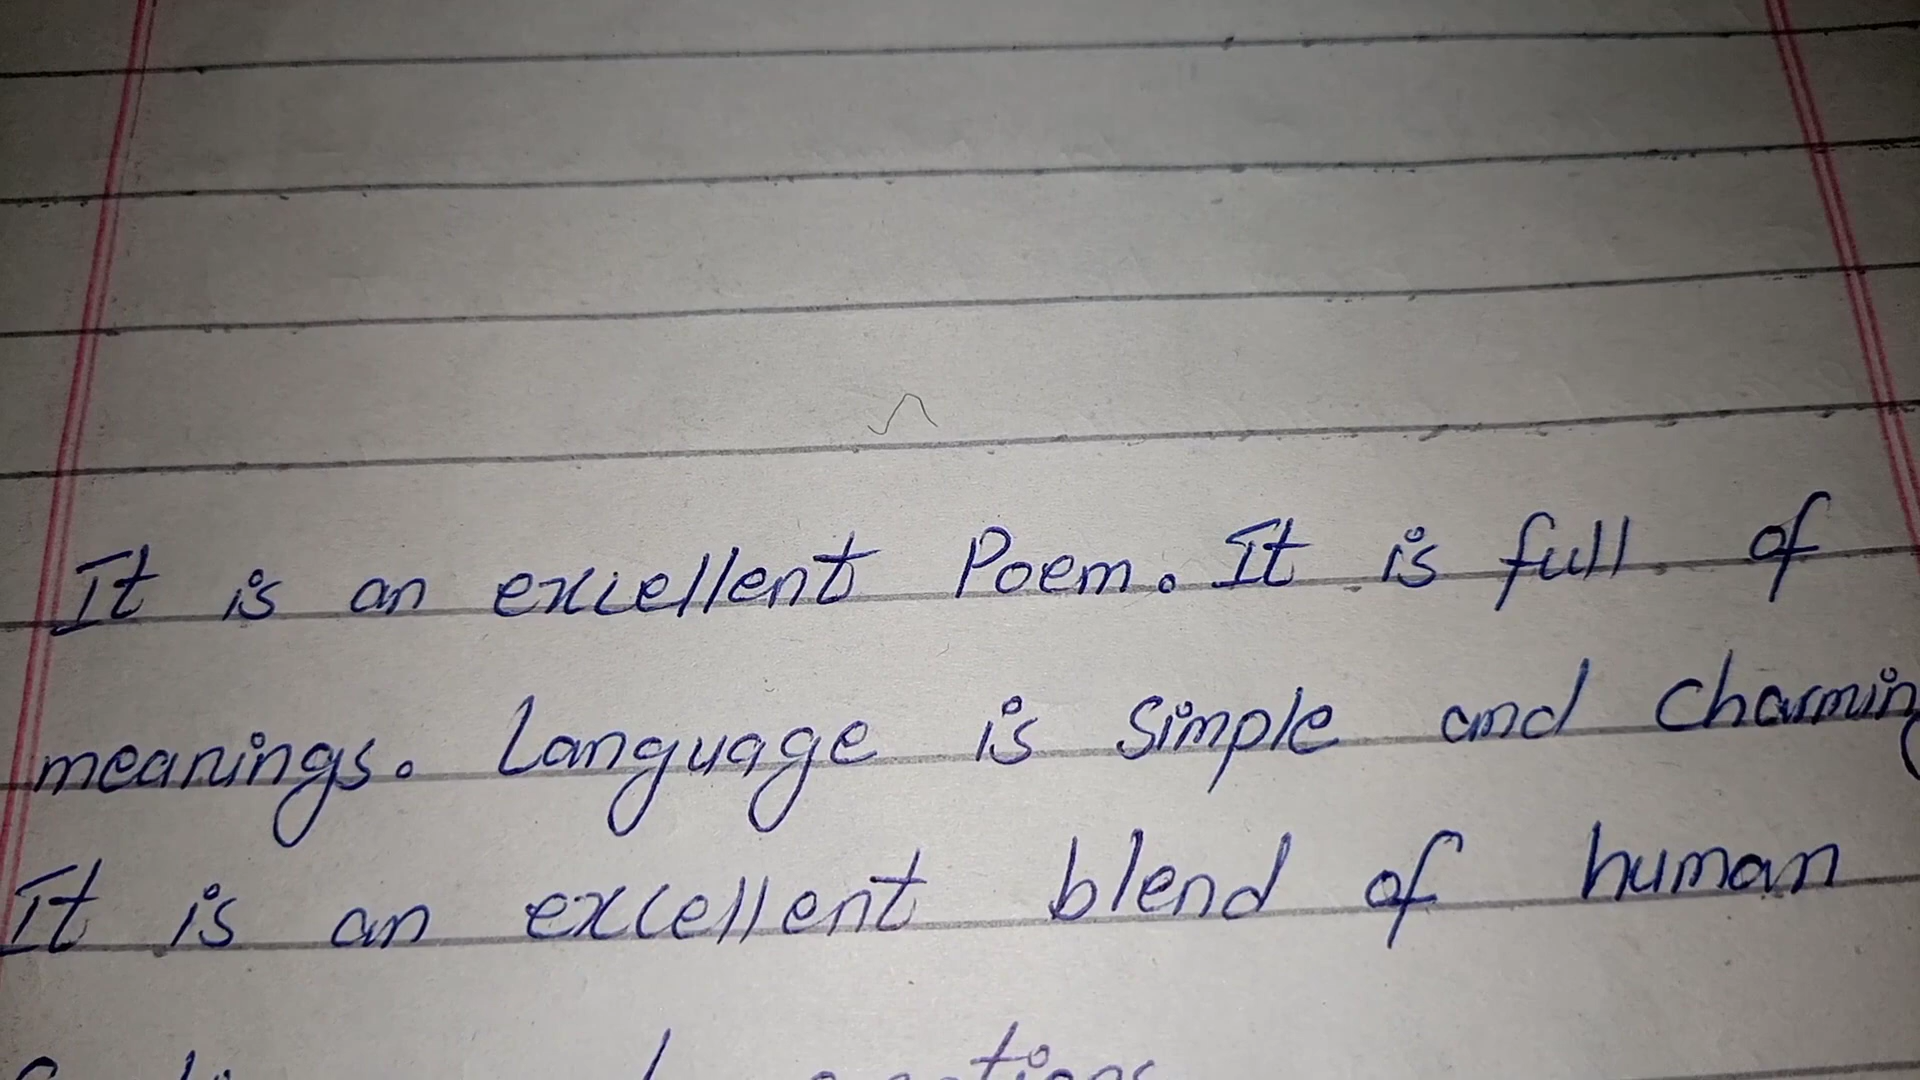 It is an excellent Poem. It is full of
meanings. Language is Simple and Charming
It is an excellent blend of human